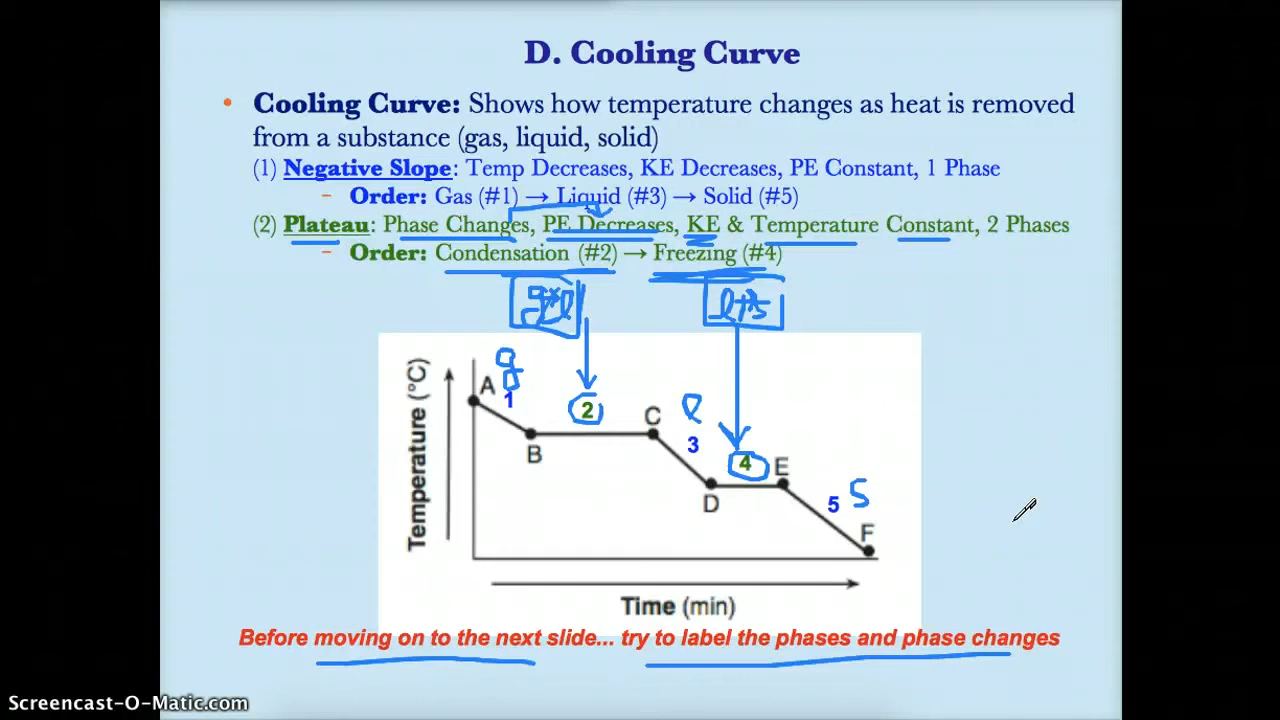 D. Cooling Curve
• Cooling Curve: Shows how temperature changes as heat is removed
from a substance (gas, liquid, solid)
(1) Negative Slope: Temp Decreases, KE Decreases, PE Constant, 1 Phase
– Order: Gas (#1) → Liquid (#3) → Solid (#5)
(2) Plateau: Phase Changes, PE Decreases, KE & Temperature Constant, 2 Phases
– Order: Condensation (#2) → Freezing (#4)
g→l
l→s
Temperature (°C)
A
g
1
2
B
C
l
3
D
4
E
5
S
F
Time (min)
Before moving on to the next slide... try to label the phases and phase changes
Screencast-O-Matic.com